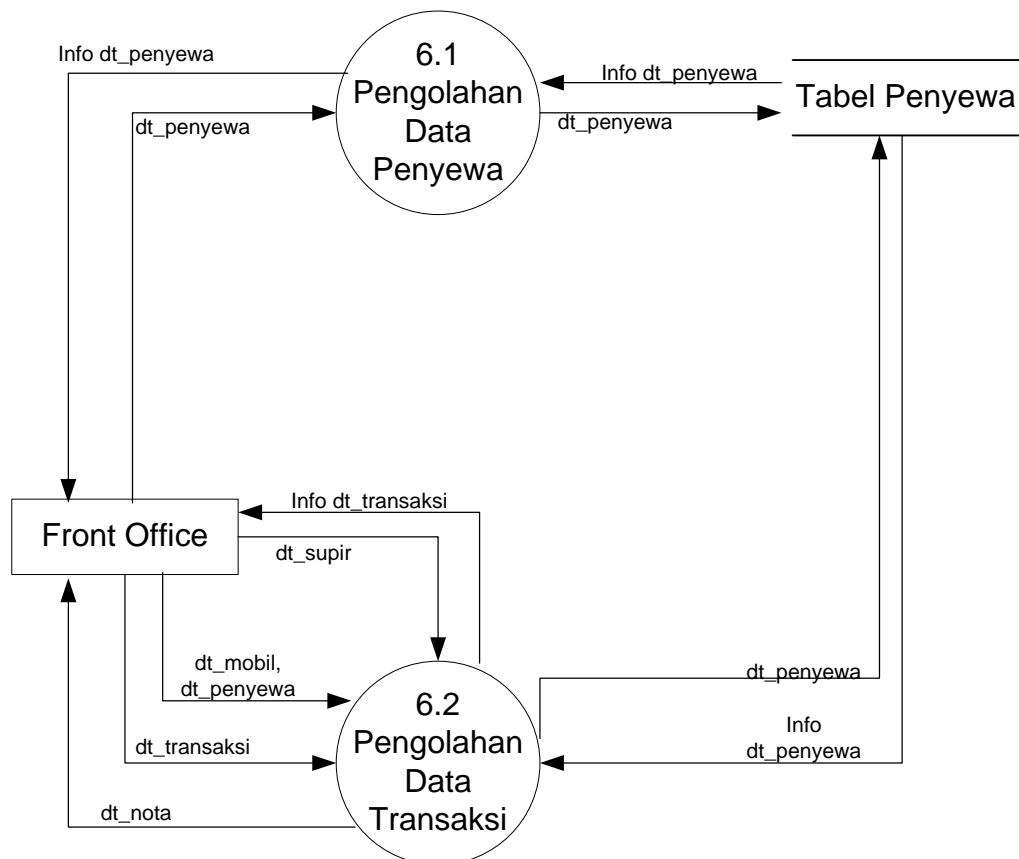 Info dt_penyewa
dt_penyewa
6.1
Pengolahan
Data
Penyewa
Info dt_penyewa
dt_penyewa
Tabel Penyewa
Front Office
Info dt_transaksi
dt_supir
dt_mobil,
dt_penyewa
dt_transaksi
dt_nota
6.2
Pengolahan
Data
Transaksi
dt_penyewa
Info
dt_penyewa